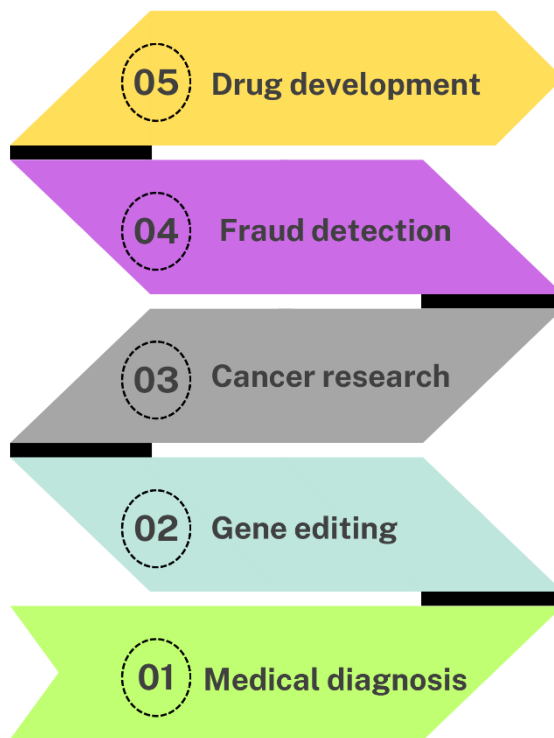 05 Drug development
04 Fraud detection
03 Cancer research
02 Gene editing
01 Medical diagnosis